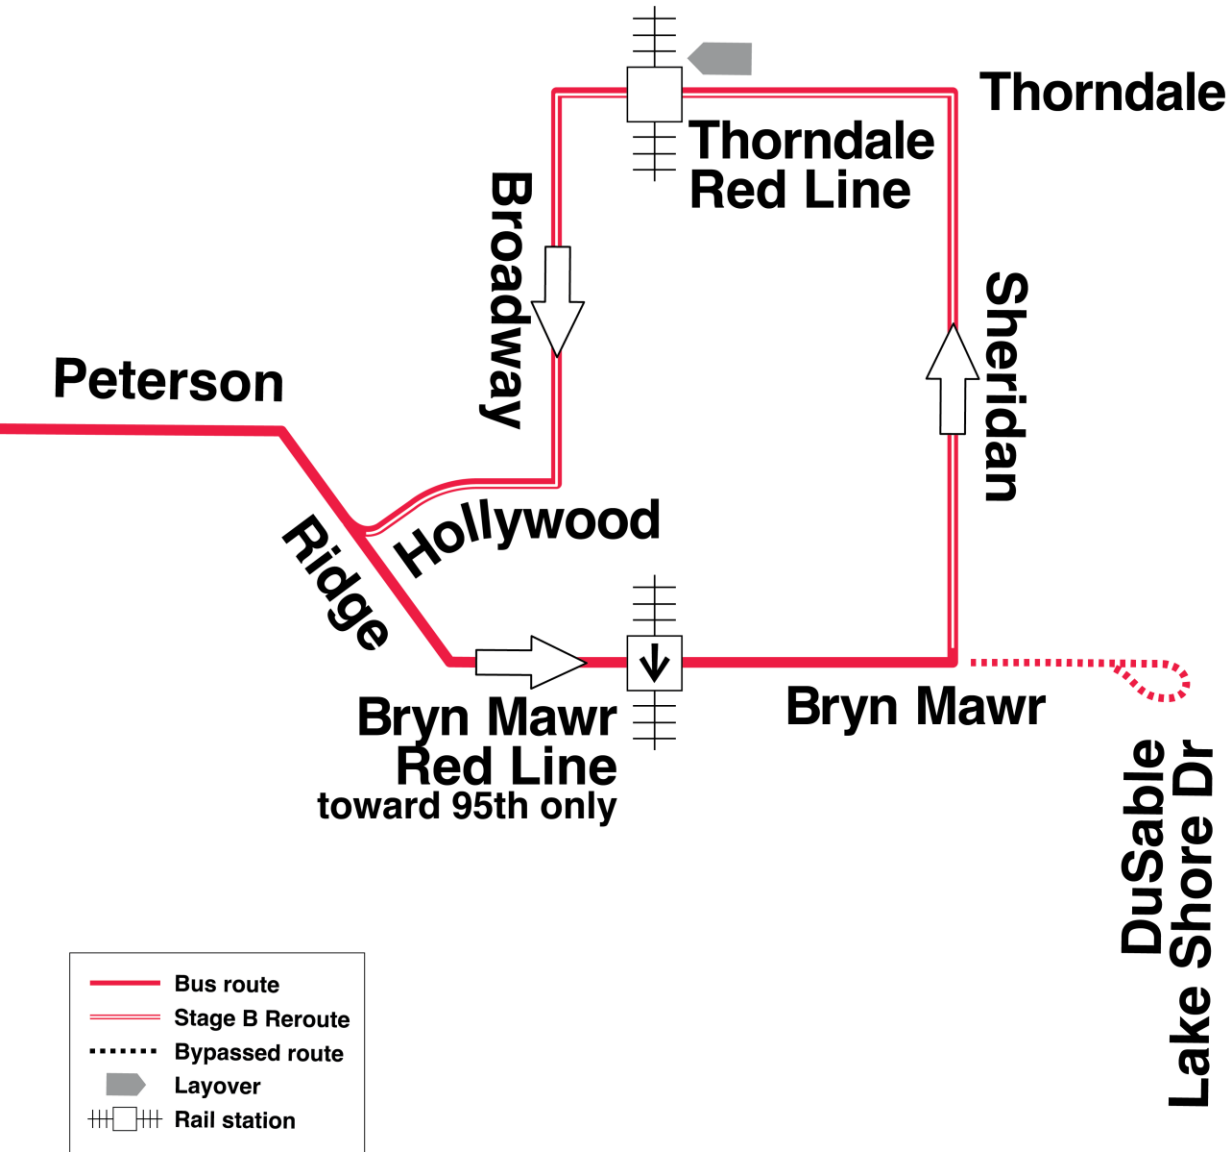 Thorndale
Thorndale
Red Line
Broadway
Sheridan
Peterson
Hollywood
Ridge
Bryn Mawr
Red Line
toward 95th only
Bryn Mawr
DuSable
Lake Shore Dr
Bus route
Stage B Reroute
Bypassed route
Layover
Rail station